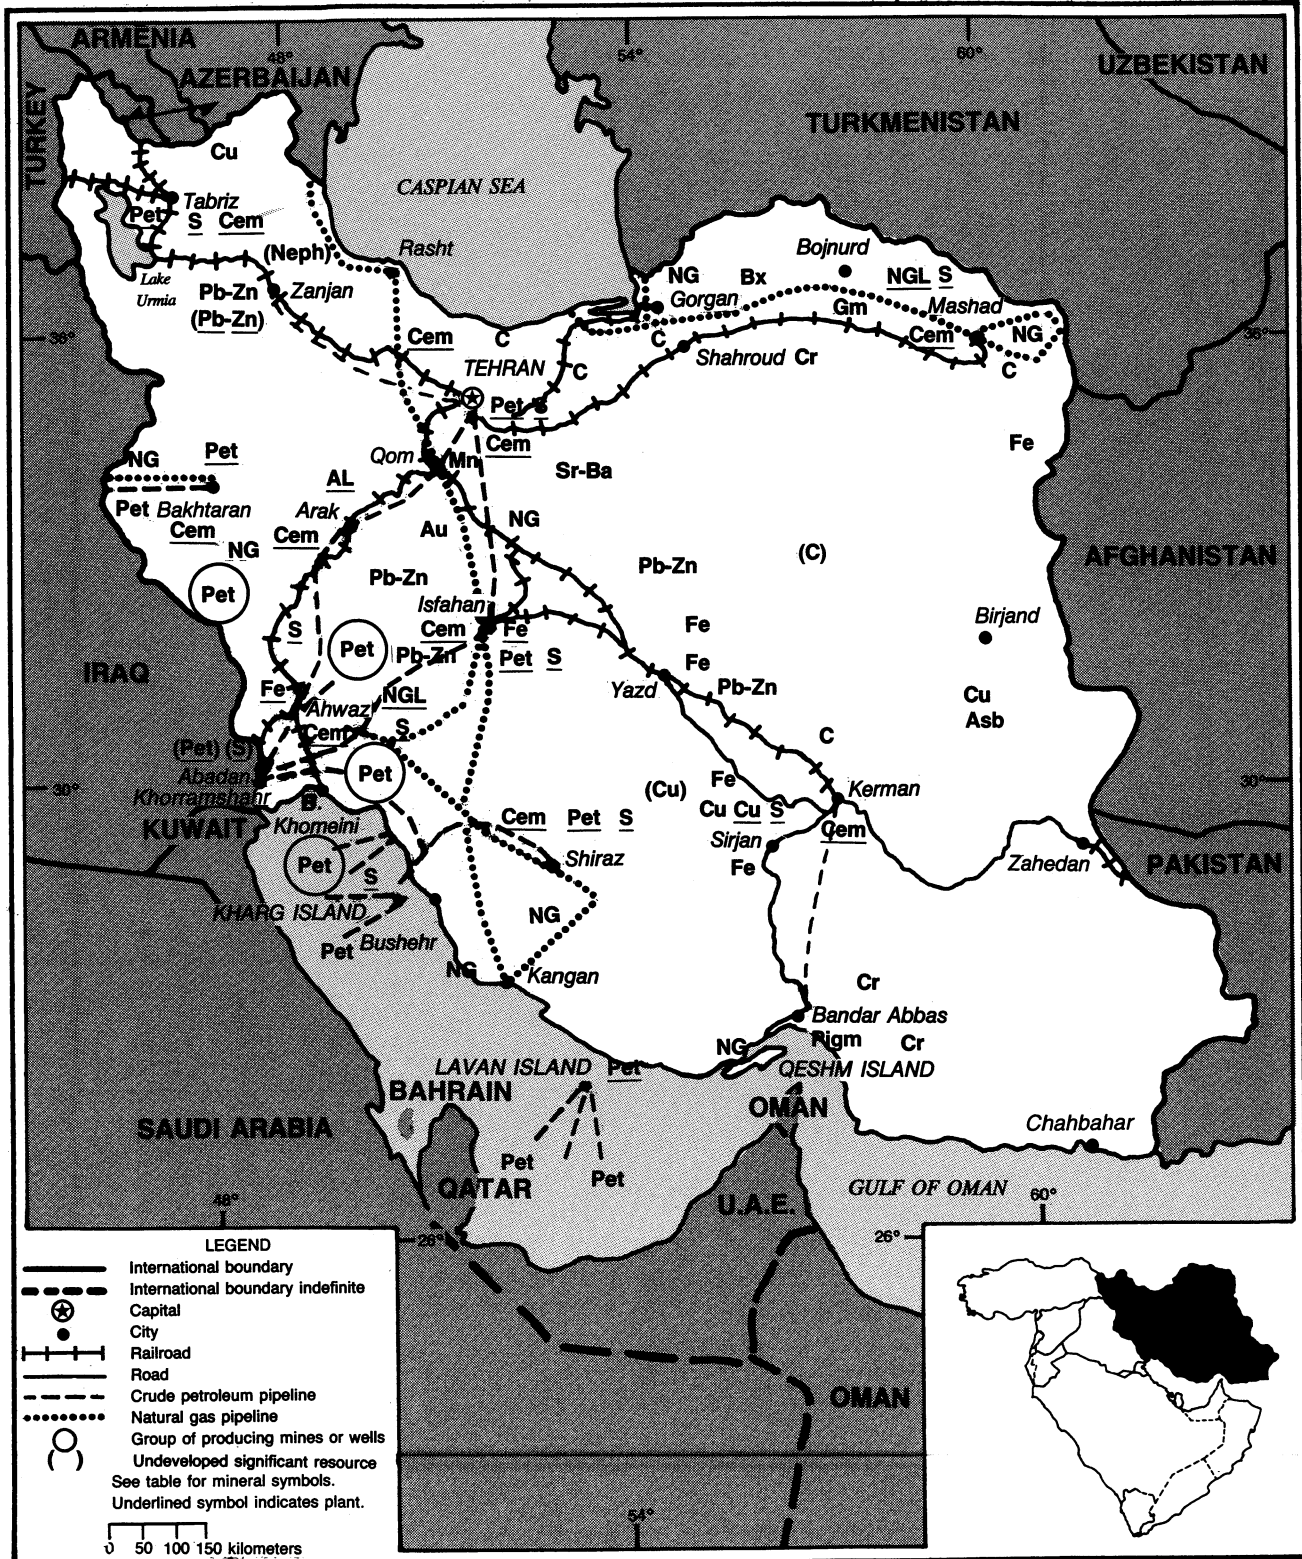 ARMENIA
48°
54°
60°
AZERBAIJAN
UZBEKISTAN
TURKEY
TURKMENISTAN
Cu
CASPIAN SEA
Tabriz
Pet
S Cem
(Neph)
Rasht
Bojnurd
Lake
Urmia
NG
Bx
NGL S
Pb-Zn
Zanjan
Gorgan
Mashad
(Pb-Zn)
Gm
36°
Cem
C
C
Cem
NG
36°
TEHRAN
C
Shahroud Cr
C
Pet S
Cem
Fe
NG
Pet
Qom
Mn
Sr-Ba
AL
Pet Bakhtaran
Arak
Cem
Cem
Au
NG
NG
(C)
AFGHANISTAN
Pb-Zn
Pb-Zn
Pet
Isfahan
Birjand
S
Cem
Fe
Fe
Pet
Pb-Zn
Pet S
Fe
IRAQ
Yazd
Pb-Zn
Fe
NGL
Cu
Asb
Ahwaz
S
Cem
C
(Pet) (S)
Abadan
Pet
Fe
30°
30°
Khorramshahr
(Cu)
Kerman
B.
KUWAIT
Khomeini
Cem Pet S
Cu Cu S
Cem
Sirjan
Pet
Shiraz
Fe
Zahedan
PAKISTAN
S
KHARG ISLAND
NG
Pet
Bushehr
NG
Kangan
Cr
Bandar Abbas
Pigm
Cr
NG
LAVAN ISLAND Pet
QESHM ISLAND
BAHRAIN
OMAN
SAUDI ARABIA
Chahbahar
Pet
Pet
QATAR
GULF OF OMAN
48°
60°
U.A.E.
26°
26°
OMAN
54°
LEGEND
International boundary
International boundary indefinite
Capital
City
Railroad
Road
Crude petroleum pipeline
Natural gas pipeline
Group of producing mines or wells
( ) Undeveloped significant resource
See table for mineral symbols.
Underlined symbol indicates plant.
0 50 100 150 kilometers